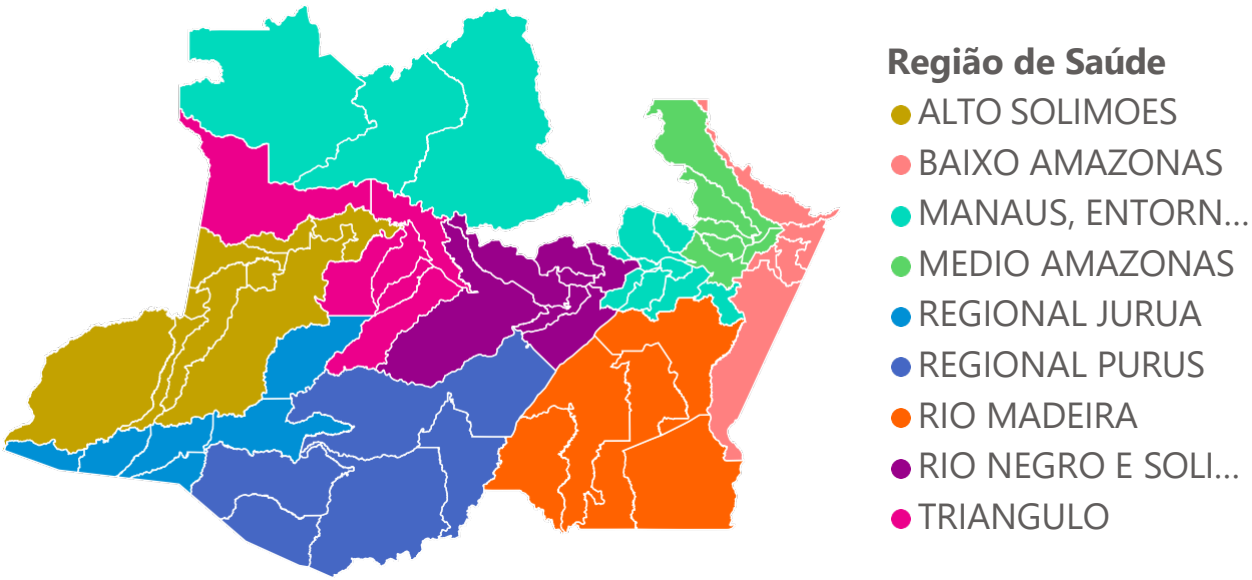 Região de Saúde
ALTO SOLIMOES
BAIXO AMAZONAS
MANAUS, ENTORN...
MEDIO AMAZONAS
REGIONAL JURUA
REGIONAL PURUS
RIO MADEIRA
RIO NEGRO E SOLI...
TRIANGULO